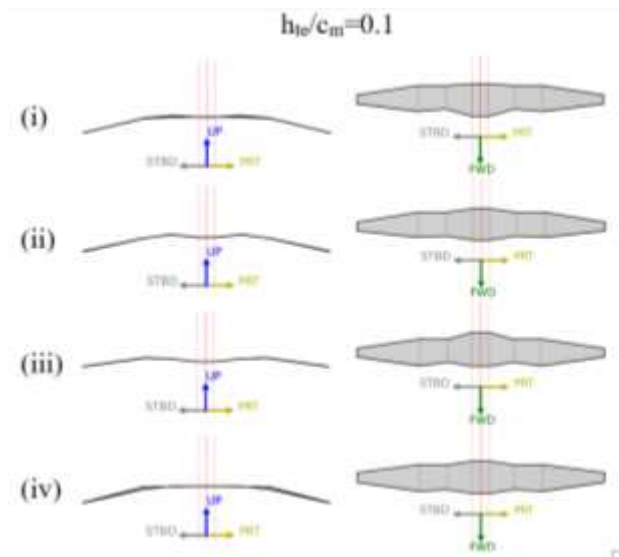 hte/cm=0.1
(i)
UP
STBD PRT
STBD PRT
FWD
(ii)
UP
STBD PRT
STBD PRT
FWD
(iii)
UP
STBD PRT
STBD PRT
FWD
(iv)
UP
STBD PRT
STBD PRT
FWD